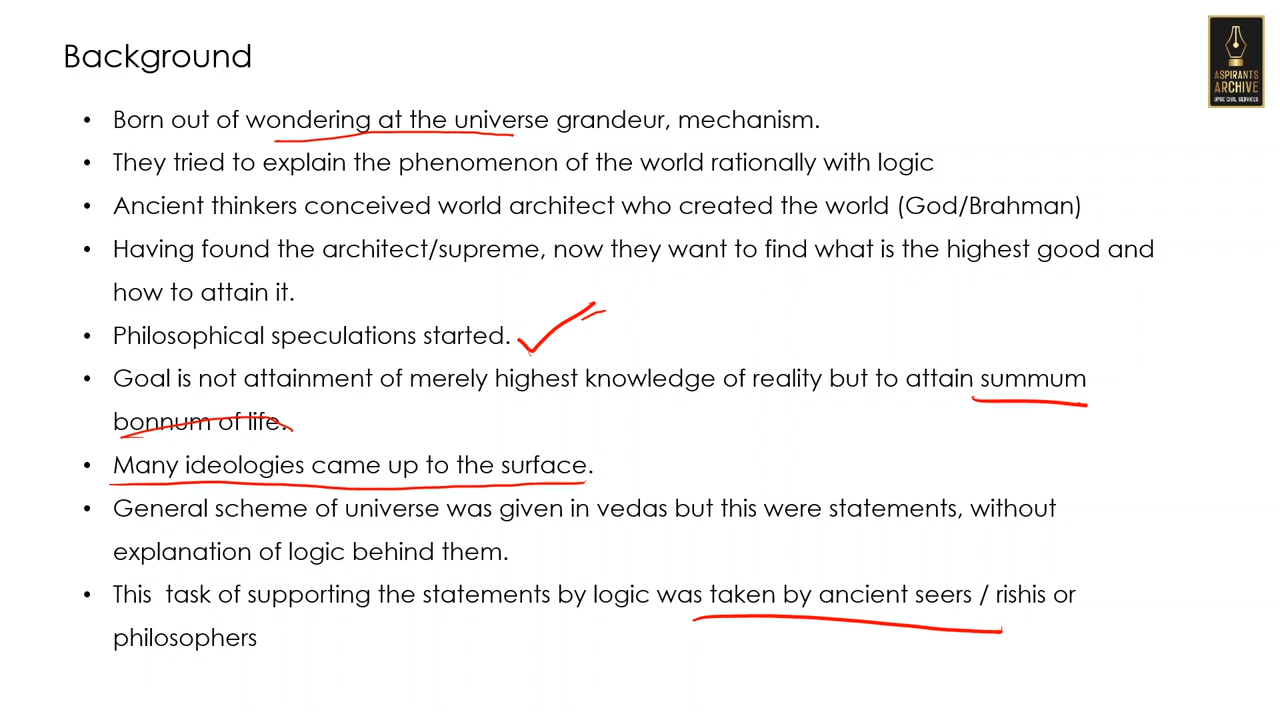 Background
ASPIRANTS
ARCHIVE
UPSC CIVIL SERVICES
• Born out of wondering at the universe grandeur, mechanism.
• They tried to explain the phenomenon of the world rationally with logic
• Ancient thinkers conceived world architect who created the world (God/Brahman)
• Having found the architect/supreme, now they want to find what is the highest good and
how to attain it.
• Philosophical speculations started.
• Goal is not attainment of merely highest knowledge of reality but to attain summum
bonnum of life.
• Many ideologies came up to the surface.
• General scheme of universe was given in vedas but this were statements, without
explanation of logic behind them.
• This  task of supporting the statements by logic was taken by ancient seers / rishis or
philosophers